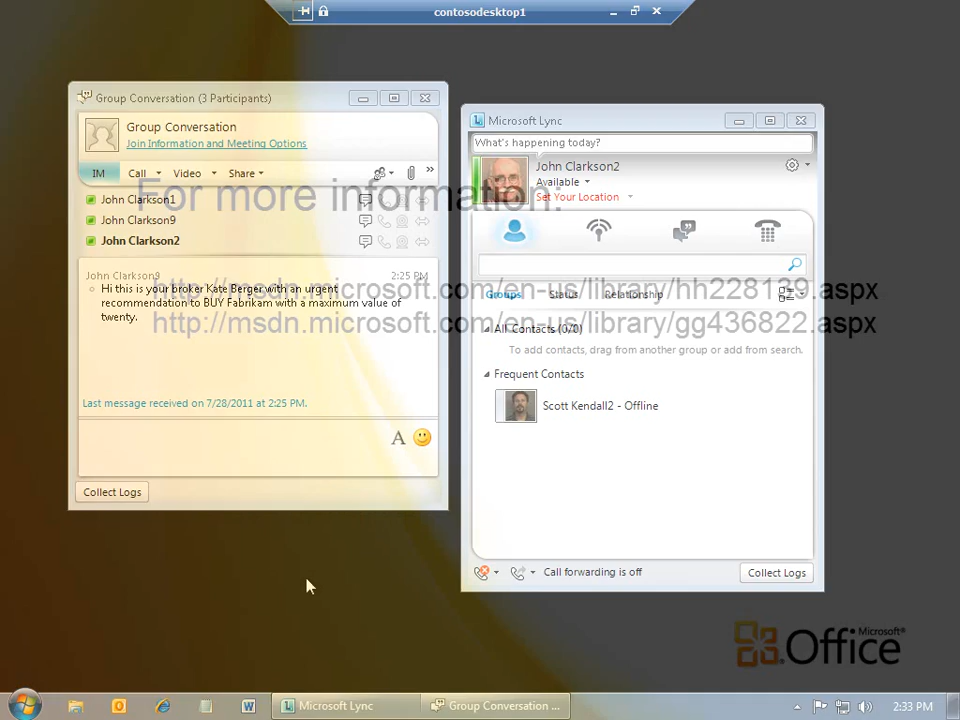 contosodesktop1
Group Conversation (3 Participants)
Group Conversation
Join Information and Meeting Options
IM Call Video Share »
John Clarkson1
John Clarkson9
John Clarkson2
John Clarkson9 2:25 PM
Hi this is your broker Kate Berger with an urgent
recommendation to BUY Fabrikam with a maximum value of
twenty.
Last message received on 7/28/2011 at 2:25 PM.
A
Collect Logs
Microsoft Lync
What's happening today?
John Clarkson2
Available
Set Your Location
Groups Status Relationship
All Contacts (0/0)
To add contacts, drag from another group or add from search.
Frequent Contacts
Scott Kendall2 - Offline
Call forwarding is off
Collect Logs
For more information:
http://msdn.microsoft.com/en-us/library/hh228139.aspx
http://msdn.microsoft.com/en-us/library/gg436822.aspx
Microsoft®
Office
Microsoft Lync
Group Conversation ...
2:33 PM